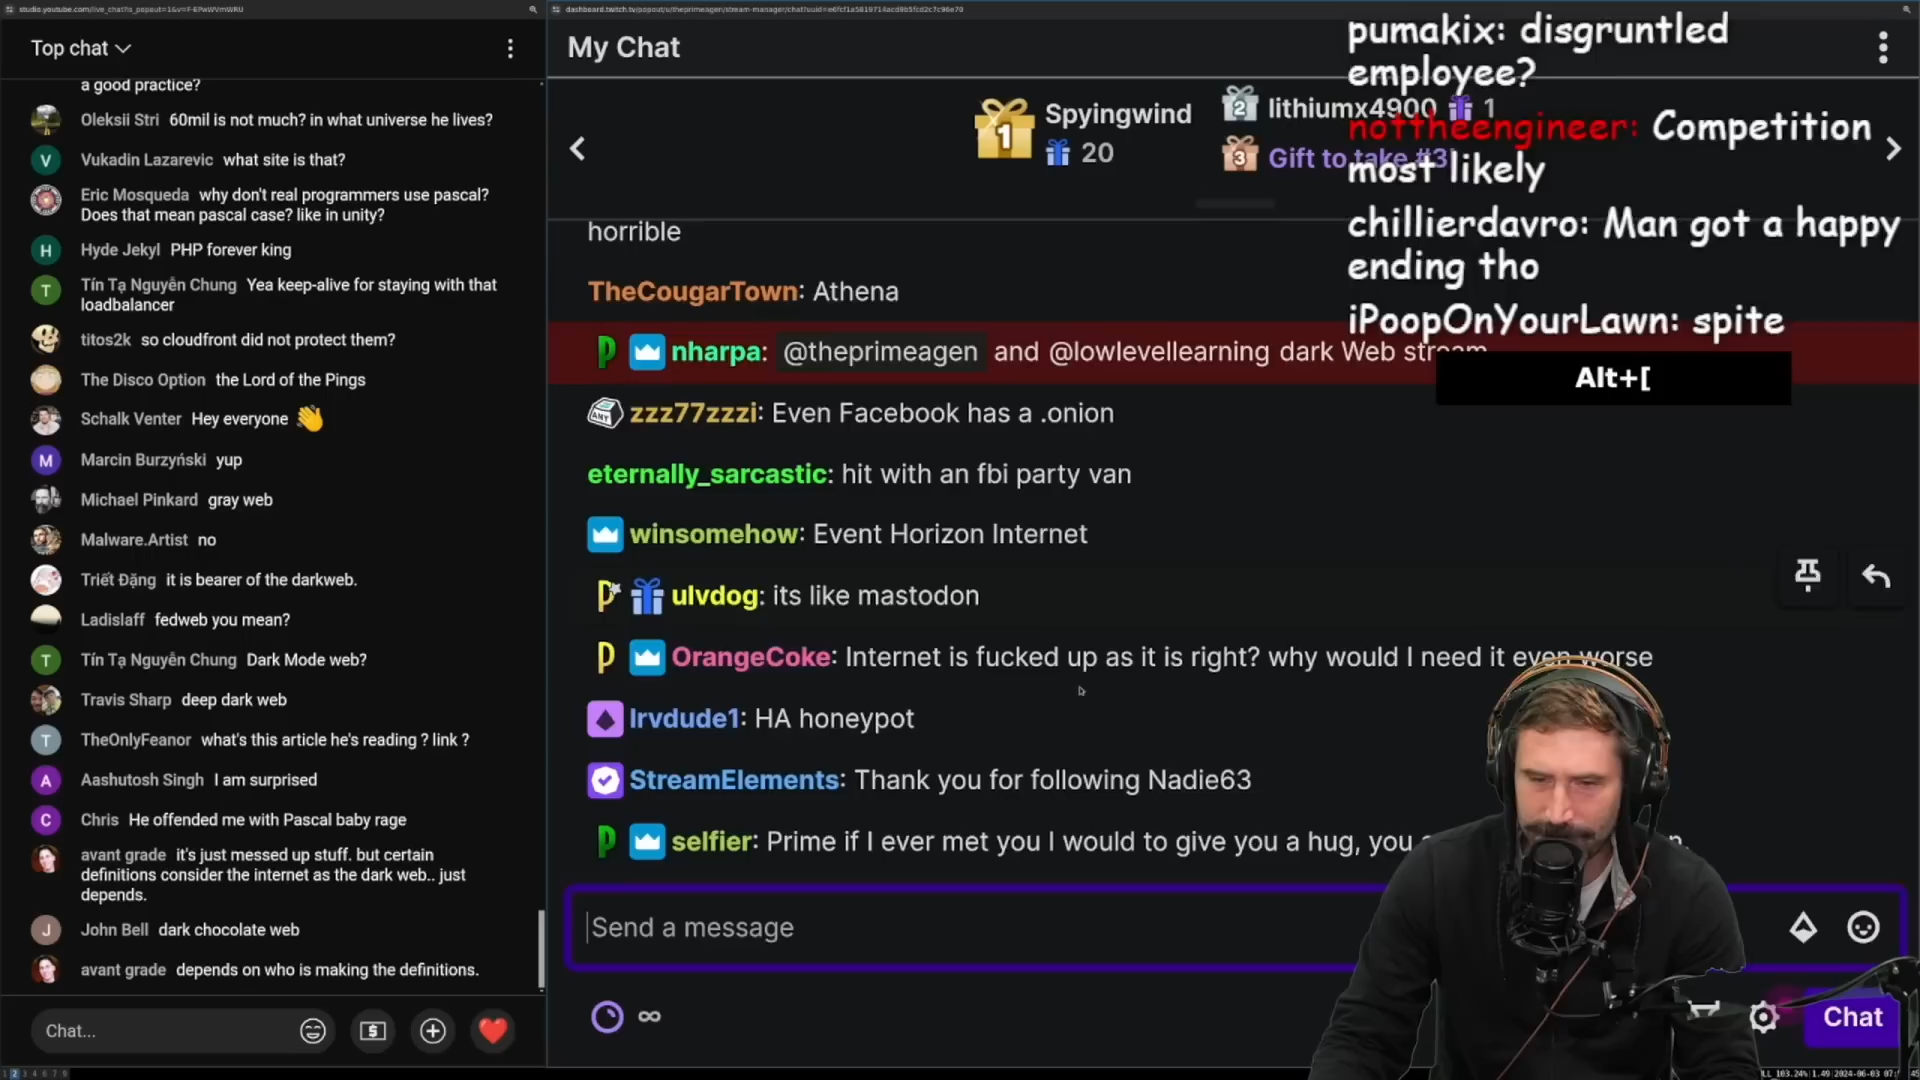 studio.youtube.com/live_chat?is_popout=1&v=F-EPwWVmWRU
Top chat
a good practice?
Oleksii Stri 60mil is not much? in what universe he lives?
V
Vukadin Lazarevic what site is that?
Eric Mosqueda why don't real programmers use pascal?
Does that mean pascal case? like in unity?
H
Hyde Jekyl PHP forever king
T
Tín Tạ Nguyễn Chung Yea keep-alive for staying with that
loadbalancer
titos2k so cloudfront did not protect them?
The Disco Option the Lord of the Pings
Schalk Venter Hey everyone 👋
M
Marcin Burzyński yup
Michael Pinkard gray web
Malware.Artist no
Triết Đặng it is bearer of the darkweb.
Ladislaff fedweb you mean?
T
Tín Tạ Nguyễn Chung Dark Mode web?
Travis Sharp deep dark web
T
TheOnlyFeanor what's this article he's reading ? link ?
A
Aashutosh Singh I am surprised
C
Chris He offended me with Pascal baby rage
avant grade it's just messed up stuff. but certain
definitions consider the internet as the dark web.. just
depends.
J
John Bell dark chocolate web
avant grade depends on who is making the definitions.
Chat...
My Chat
1
Spyingwind
20
2
lithiumx4900 1
3
Gift to take #3!
horrible
TheCougarTown: Athena
nharpa: @theprimeagen and @lowlevellearning dark Web stream
zzz77zzzi: Even Facebook has a .onion
eternally_sarcastic: hit with an fbi party van
winsomehow: Event Horizon Internet
ulvdog: its like mastodon
OrangeCoke: Internet is fucked up as it is right? why would I need it even worse
lrvdude1: HA honeypot
StreamElements: Thank you for following Nadie63
selfier: Prime if I ever met you I would to give you a hug, you
Send a message
∞
Chat
pumakix: disgruntled
employee?
nottheengineer: Competition
most likely
chillierdavro: Man got a happy
ending tho
iPoopOnYourLawn: spite
Alt+[